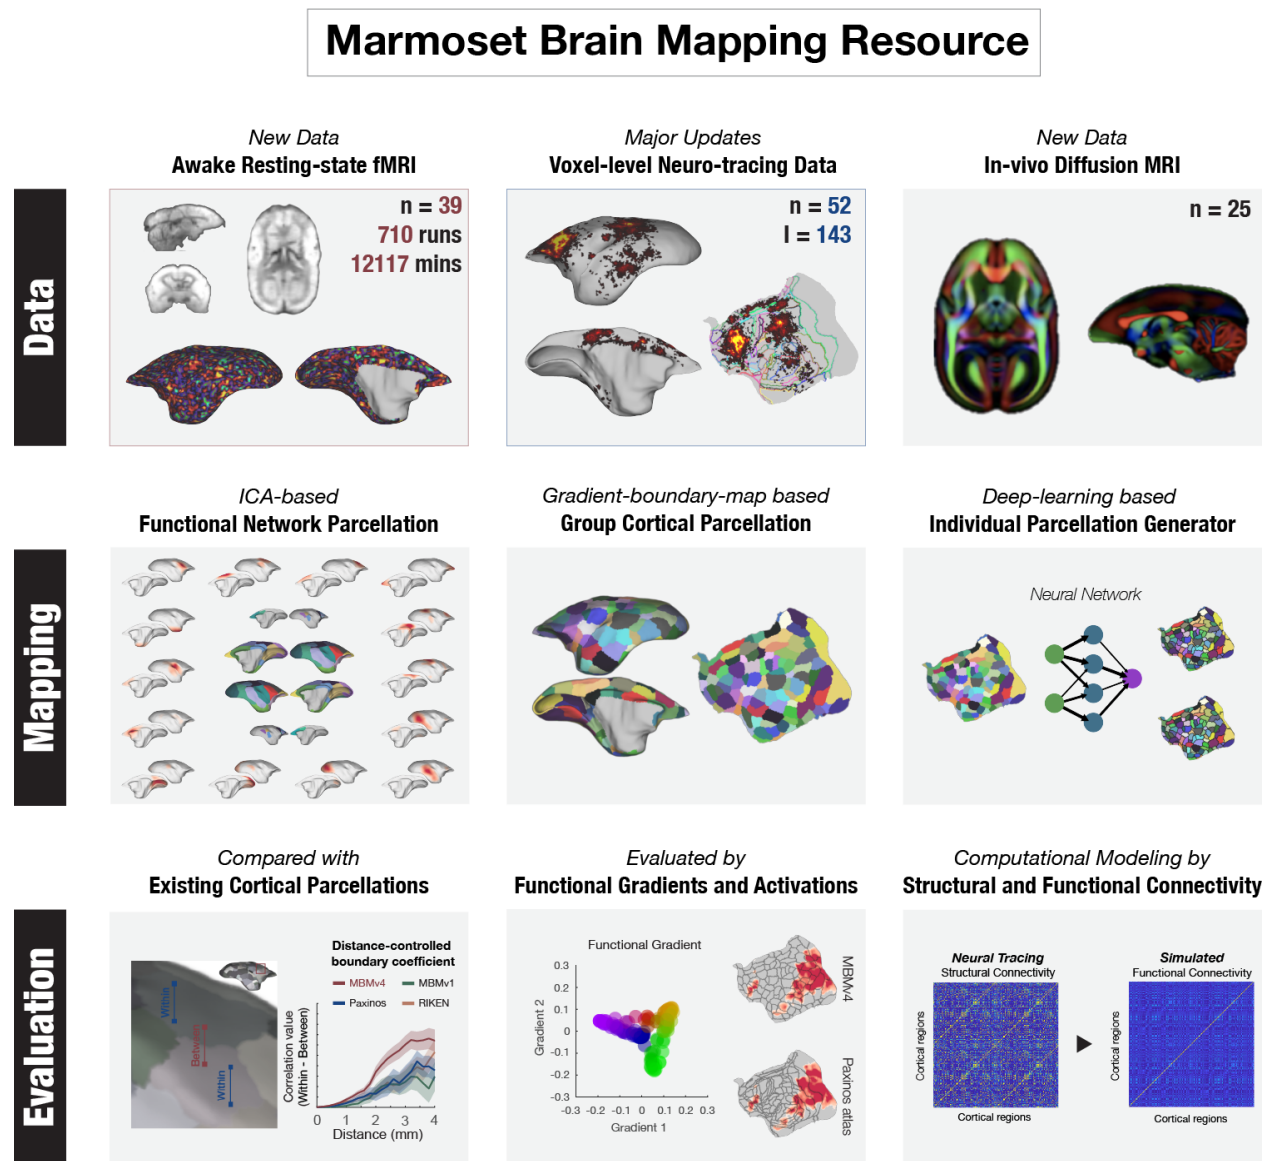 Marmoset Brain Mapping Resource
Data
New Data
Awake Resting-state fMRI
n = 39
710 runs
12117 mins
Major Updates
Voxel-level Neuro-tracing Data
n = 52
I = 143
New Data
In-vivo Diffusion MRI
n = 25
Mapping
ICA-based
Functional Network Parcellation
Gradient-boundary-map based
Group Cortical Parcellation
Deep-learning based
Individual Parcellation Generator
Neural Network
Evaluation
Compared with
Existing Cortical Parcellations
Within
Between
Within
Distance-controlled
boundary coefficient
MBMv4
MBMv1
Paxinos
RIKEN
Correlation value
(Within - Between)
0 1 2 3 4
Distance (mm)
Evaluated by
Functional Gradients and Activations
Functional Gradient
Gradient 2
0.3
0.2
0.1
0
-0.1
-0.2
-0.3
-0.3 -0.2 -0.1 0 0.1 0.2 0.3
Gradient 1
MBMv4
Paxinos atlas
Computational Modeling by
Structural and Functional Connectivity
Neural Tracing
Structural Connectivity
Cortical regions
Cortical regions
Simulated
Functional Connectivity
Cortical regions
Cortical regions